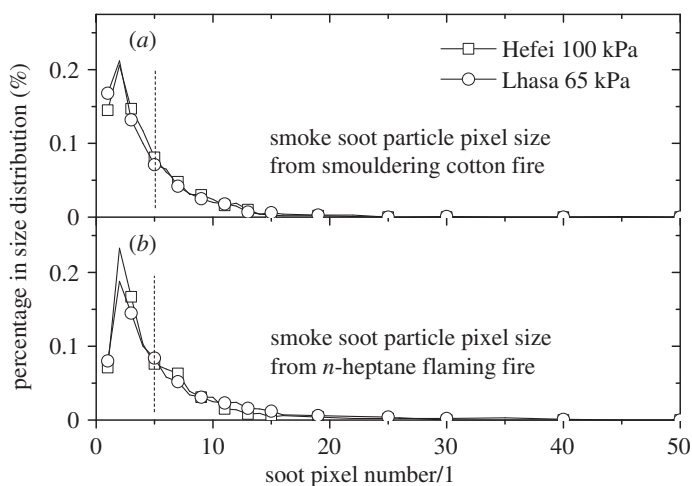 percentage in size distribution (%)
(a)
Hefei 100 kPa
Lhasa 65 kPa
0.2
0.1
0
smoke soot particle pixel size
from smouldering cotton fire
(b)
0.2
0.1
0
smoke soot particle pixel size
from n-heptane flaming fire
0 10 20 30 40 50
soot pixel number/1